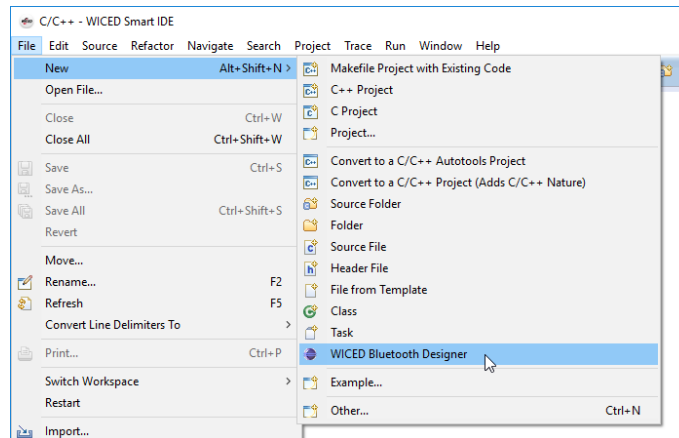 C/C++ - WICED Smart IDE
File Edit Source Refactor Navigate Search Project Trace Run Window Help
New Alt+Shift+N >
Open File...
Close Ctrl+W
Close All Ctrl+Shift+W
Save Ctrl+S
Save As...
Save All Ctrl+Shift+S
Revert
Move...
Rename... F2
Refresh F5
Convert Line Delimiters To >
Print... Ctrl+P
Switch Workspace >
Restart
Import...
Makefile Project with Existing Code
C++ Project
C Project
Project...
Convert to a C/C++ Autotools Project
Convert to a C/C++ Project (Adds C/C++ Nature)
Source Folder
Folder
Source File
Header File
File from Template
Class
Task
WICED Bluetooth Designer
Example...
Other... Ctrl+N